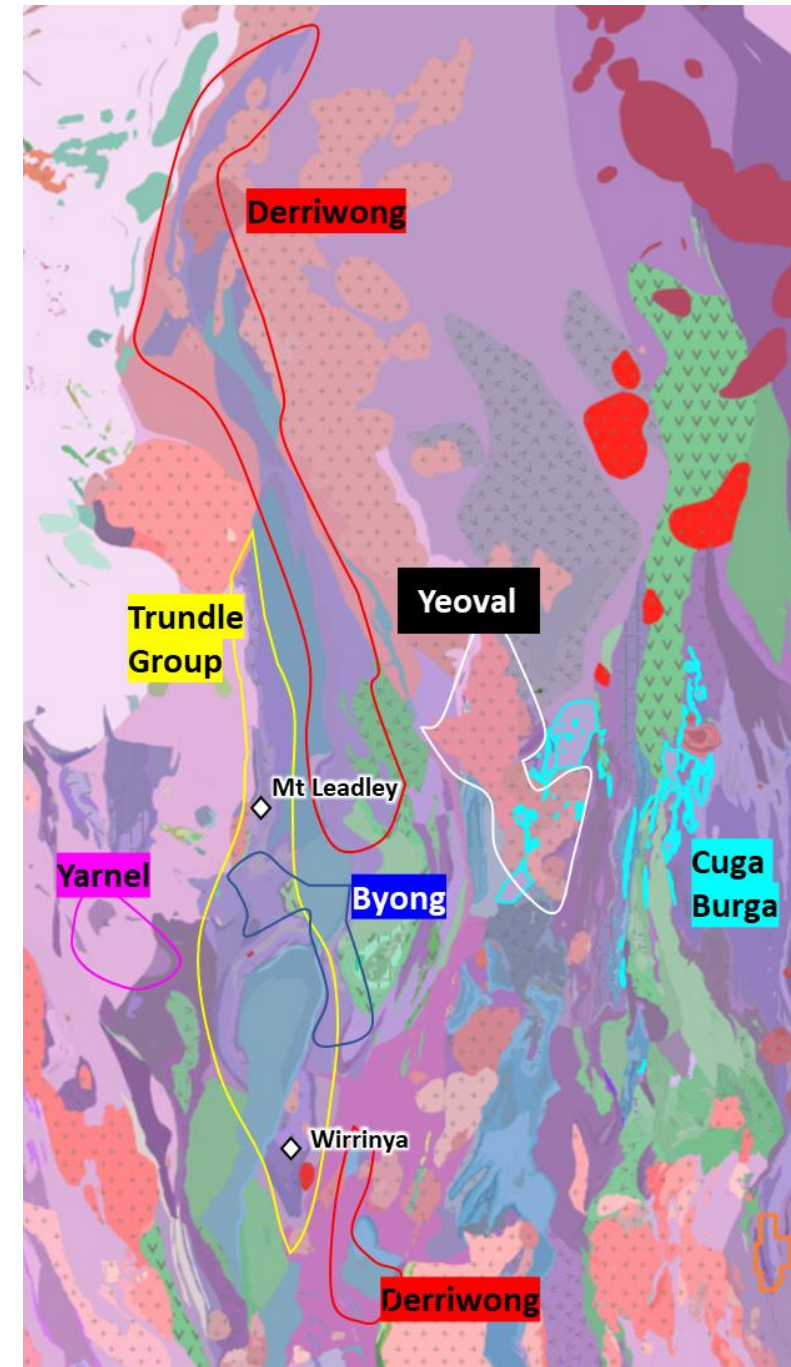 Derriwong
Yeoval
Trundle
Group
Mt Leadley
Yarnel
Byong
Cuga
Burga
Wirrinya
Derriwong